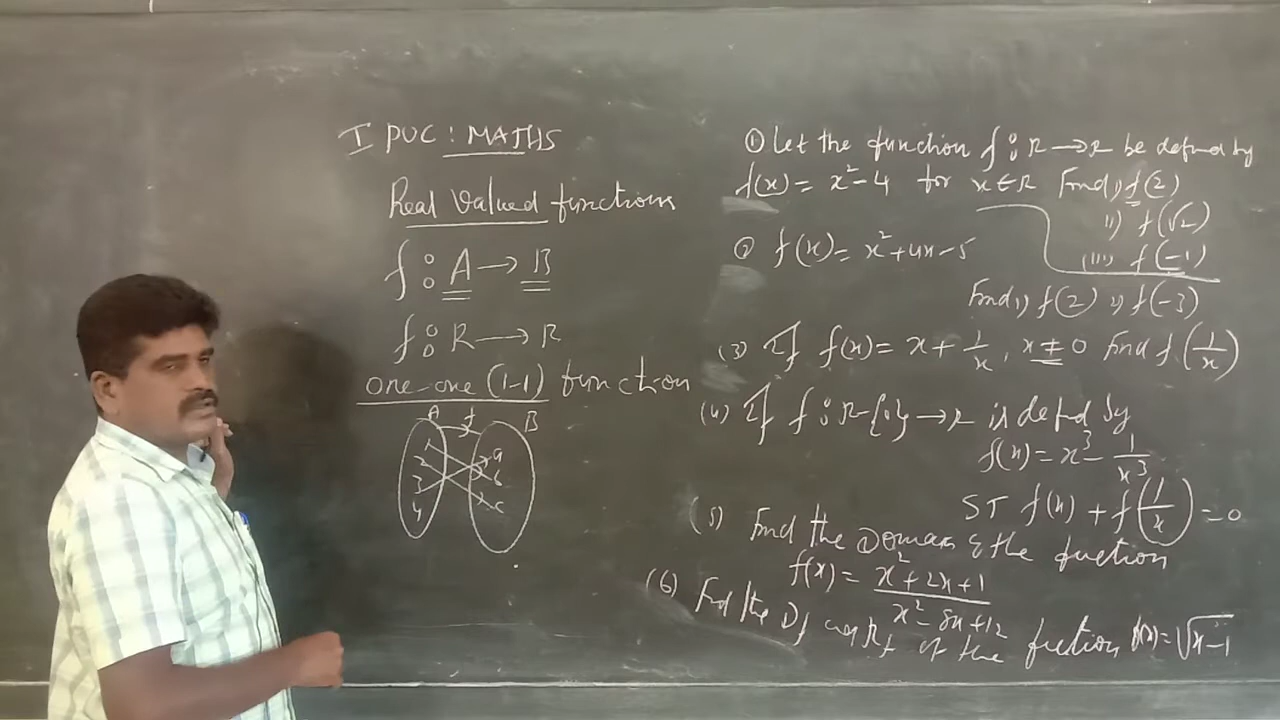 I PUC : MATHS
Real Valued functions
f : A → B
f : R → R
one-one (1-1) function
A f B
1 a
2 b
3 c
4
① Let the function f : R → R be defined by
f(x) = x² - 4 for x ∈ R Find i) f(2)
ii) f(√2)
(iii) f(-1)
② f(x) = x² + 4x - 5
Find i) f(2) ii) f(-3)
(3) If f(x) = x + 1/x, x ≠ 0 find f(1/x)
(4) If f : R - {0} → R is defd by
f(x) = x³ - 1/x³
ST f(x) + f(1/x) = 0
(5) Find the Domain of the function
f(x) = x² + 2x + 1 / x² - 8x + 12
(6) Find the Df Rf of the function f(x) = √x-1